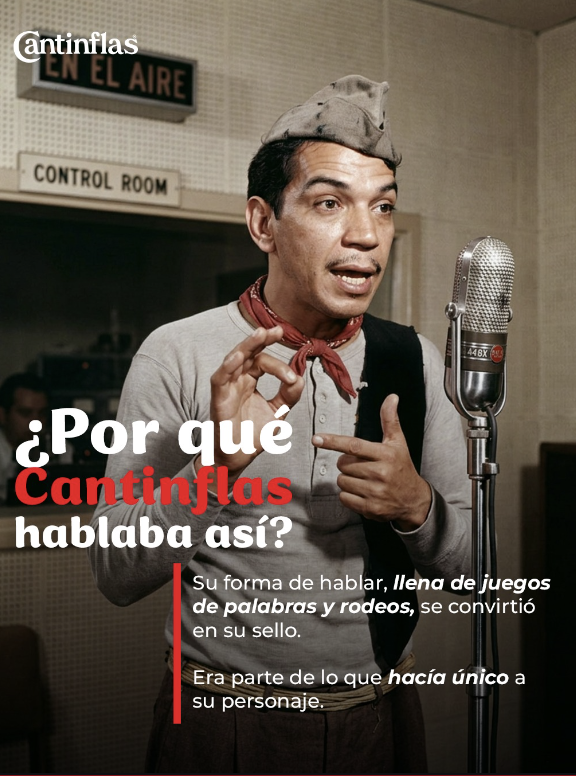 Cantinflas
EN EL AIRE
CONTROL ROOM
448X
¿Por qué
Cantinflas
hablaba así?
Su forma de hablar, llena de juegos
de palabras y rodeos, se convirtió
en su sello.
Era parte de lo que hacía único a
su personaje.